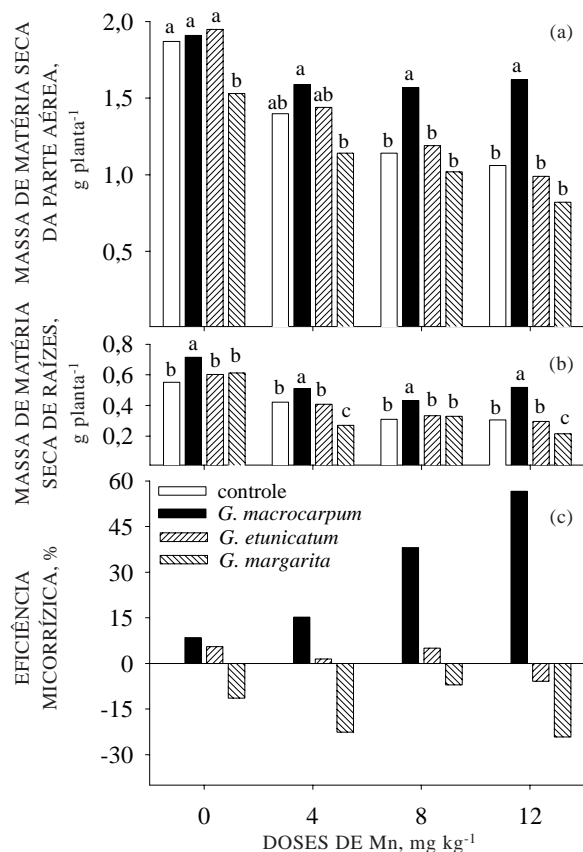 MASSA DE MATÉRIA SECA
DA PARTE AÉREA,
g planta-1
2,0
1,5
1,0
0,5
(a)
a a a b
ab a ab b
b a b b
b a b b
MASSA DE MATÉRIA
SECA DE RAÍZES,
g planta-1
0,8
0,6
0,4
0,2
(b)
b a b b
b a b c
b a b b
b a b c
EFICIÊNCIA
MICORRÍZICA, %
60
45
30
15
0
-15
-30
(c)
controle
G. macrocarpum
G. etunicatum
G. margarita
0 4 8 12
DOSES DE Mn, mg kg-1